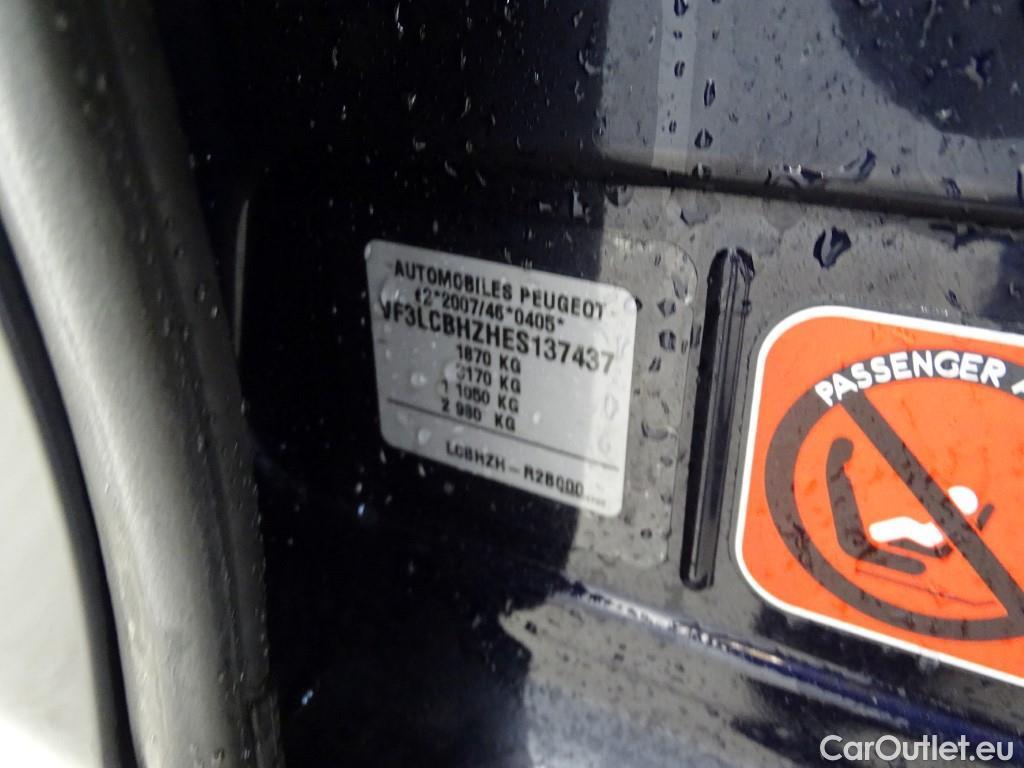 AUTOMOBILES PEUGEOT
e2*2007/46*0405*
VF3LCBHZHES137437
1870 KG
3170 KG
1 1050 KG
2 980 KG
LCBHZH - R2B000
PASSENGER
CarOutlet.eu